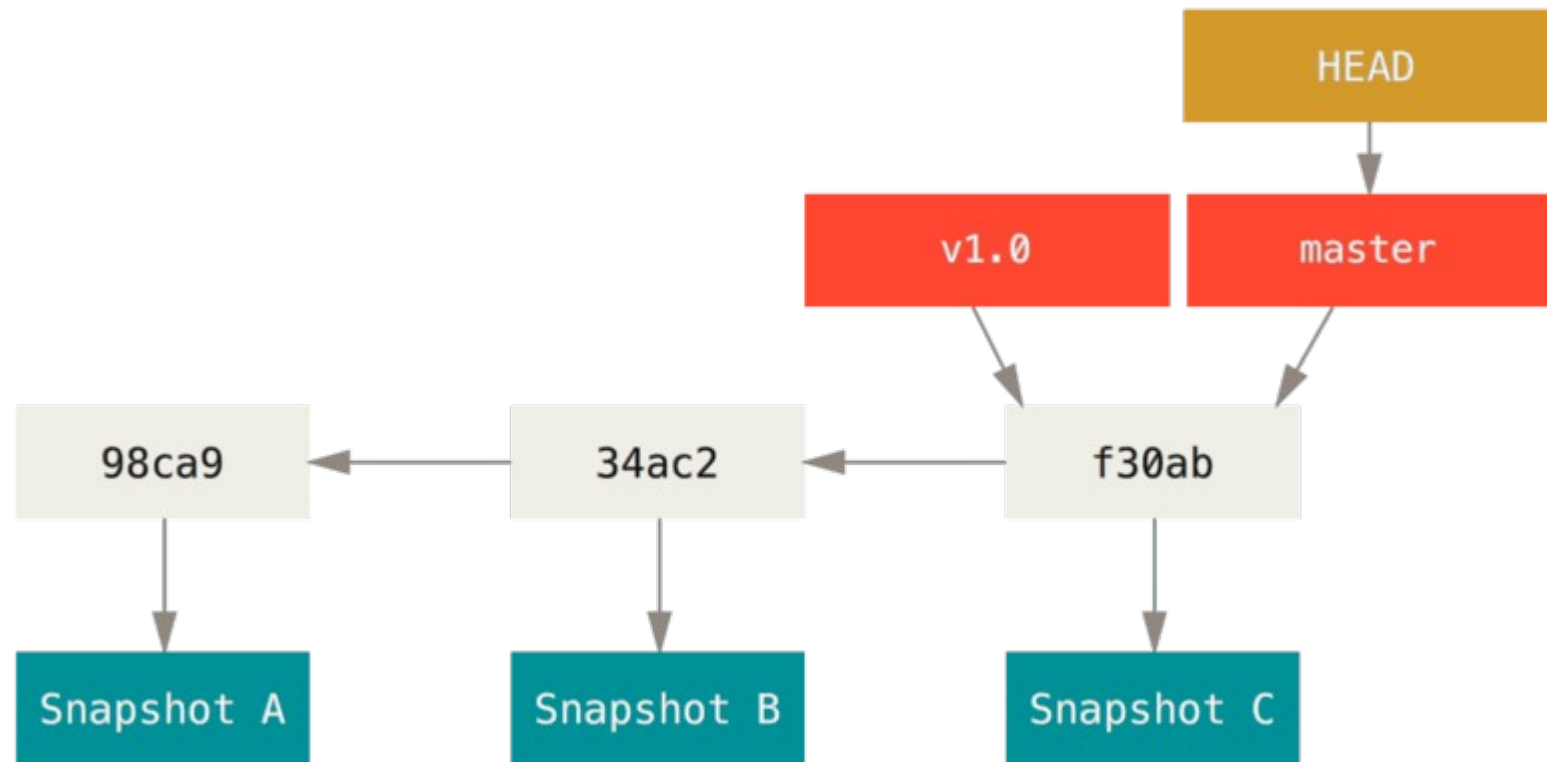 HEAD
v1.0
master
98ca9
34ac2
f30ab
Snapshot A
Snapshot B
Snapshot C